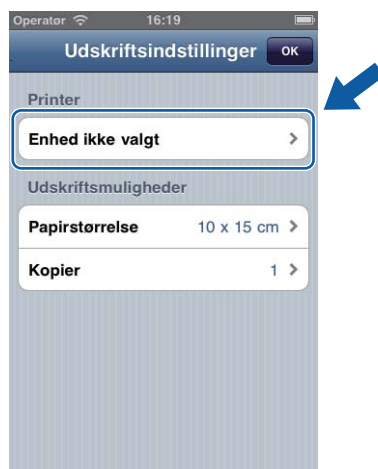 Operatør 16:19
Udskriftsindstillinger OK
Printer
Enhed ikke valgt
Udskriftsmuligheder
Papirstørrelse 10 x 15 cm
Kopier 1